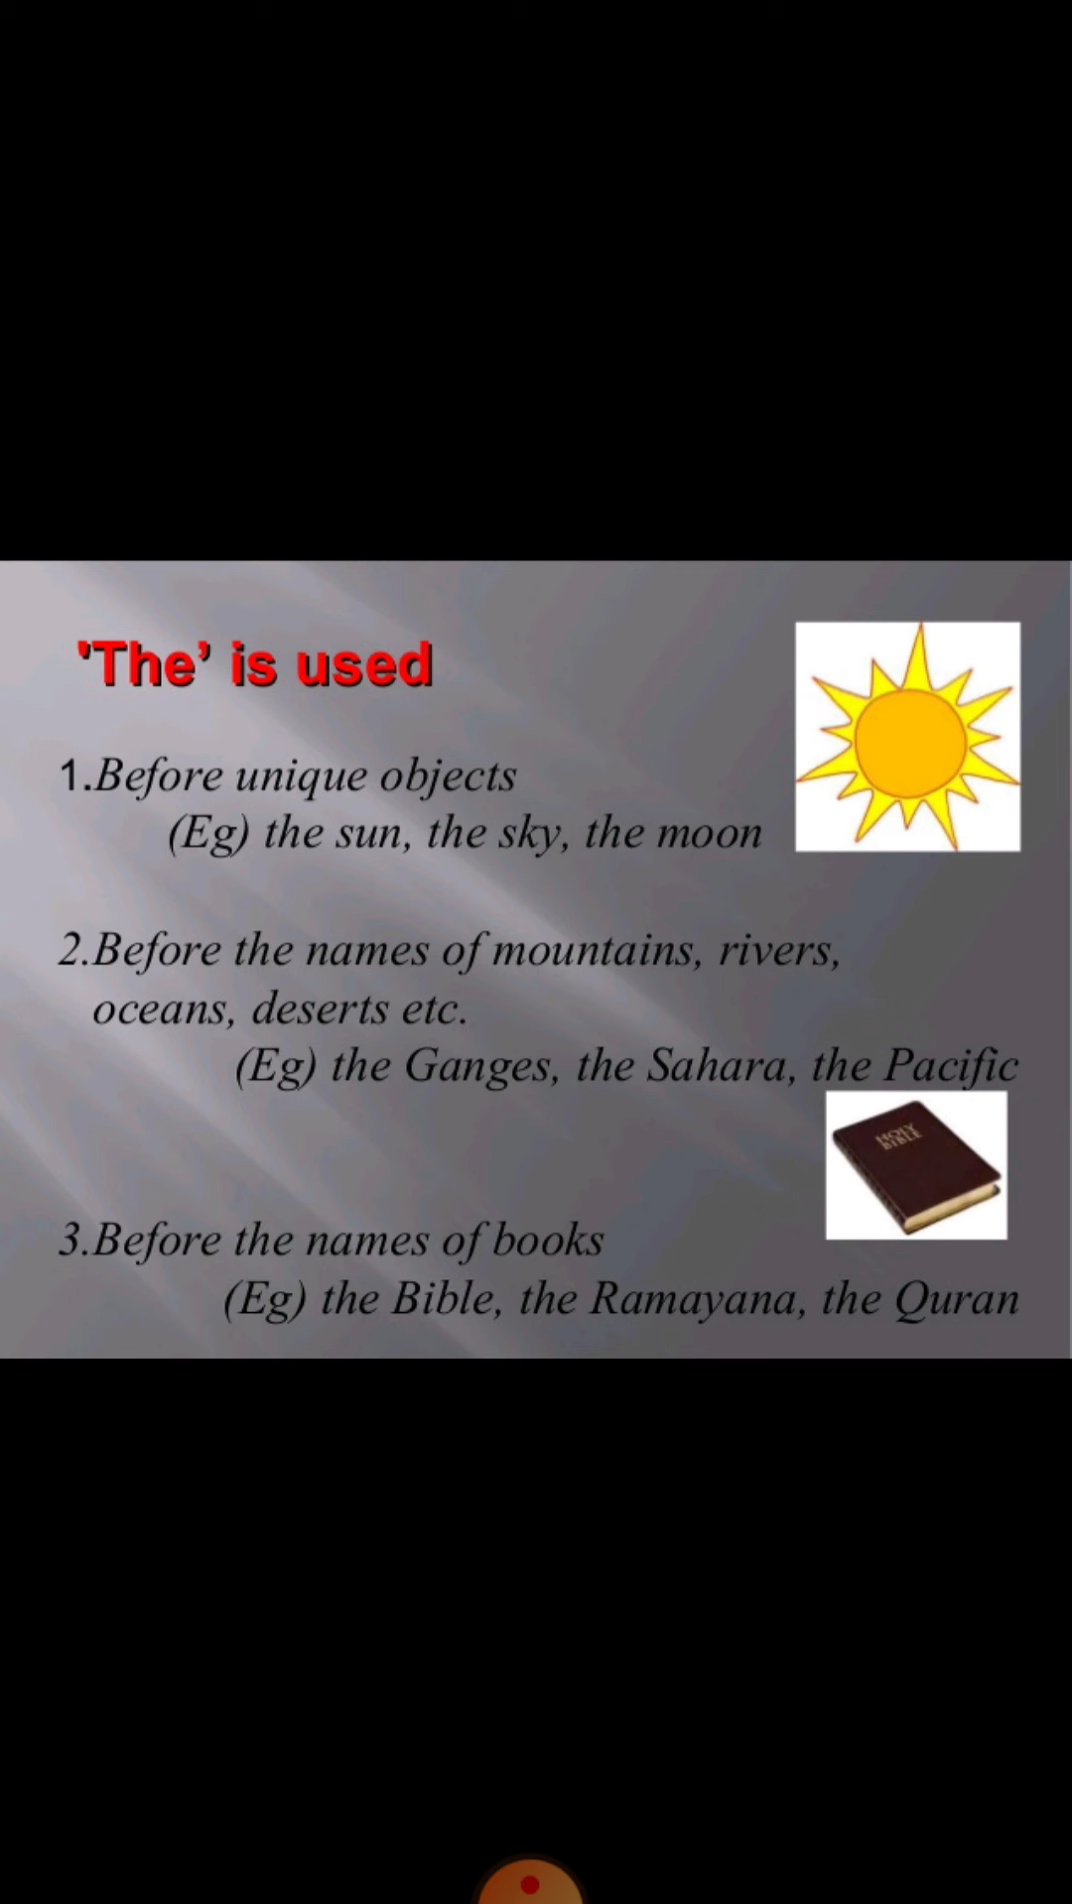 'The’ is used
1.Before unique objects
(Eg) the sun, the sky, the moon
2.Before the names of mountains, rivers,
oceans, deserts etc.
(Eg) the Ganges, the Sahara, the Pacific
HOLY
BIBLE
3.Before the names of books
(Eg) the Bible, the Ramayana, the Quran